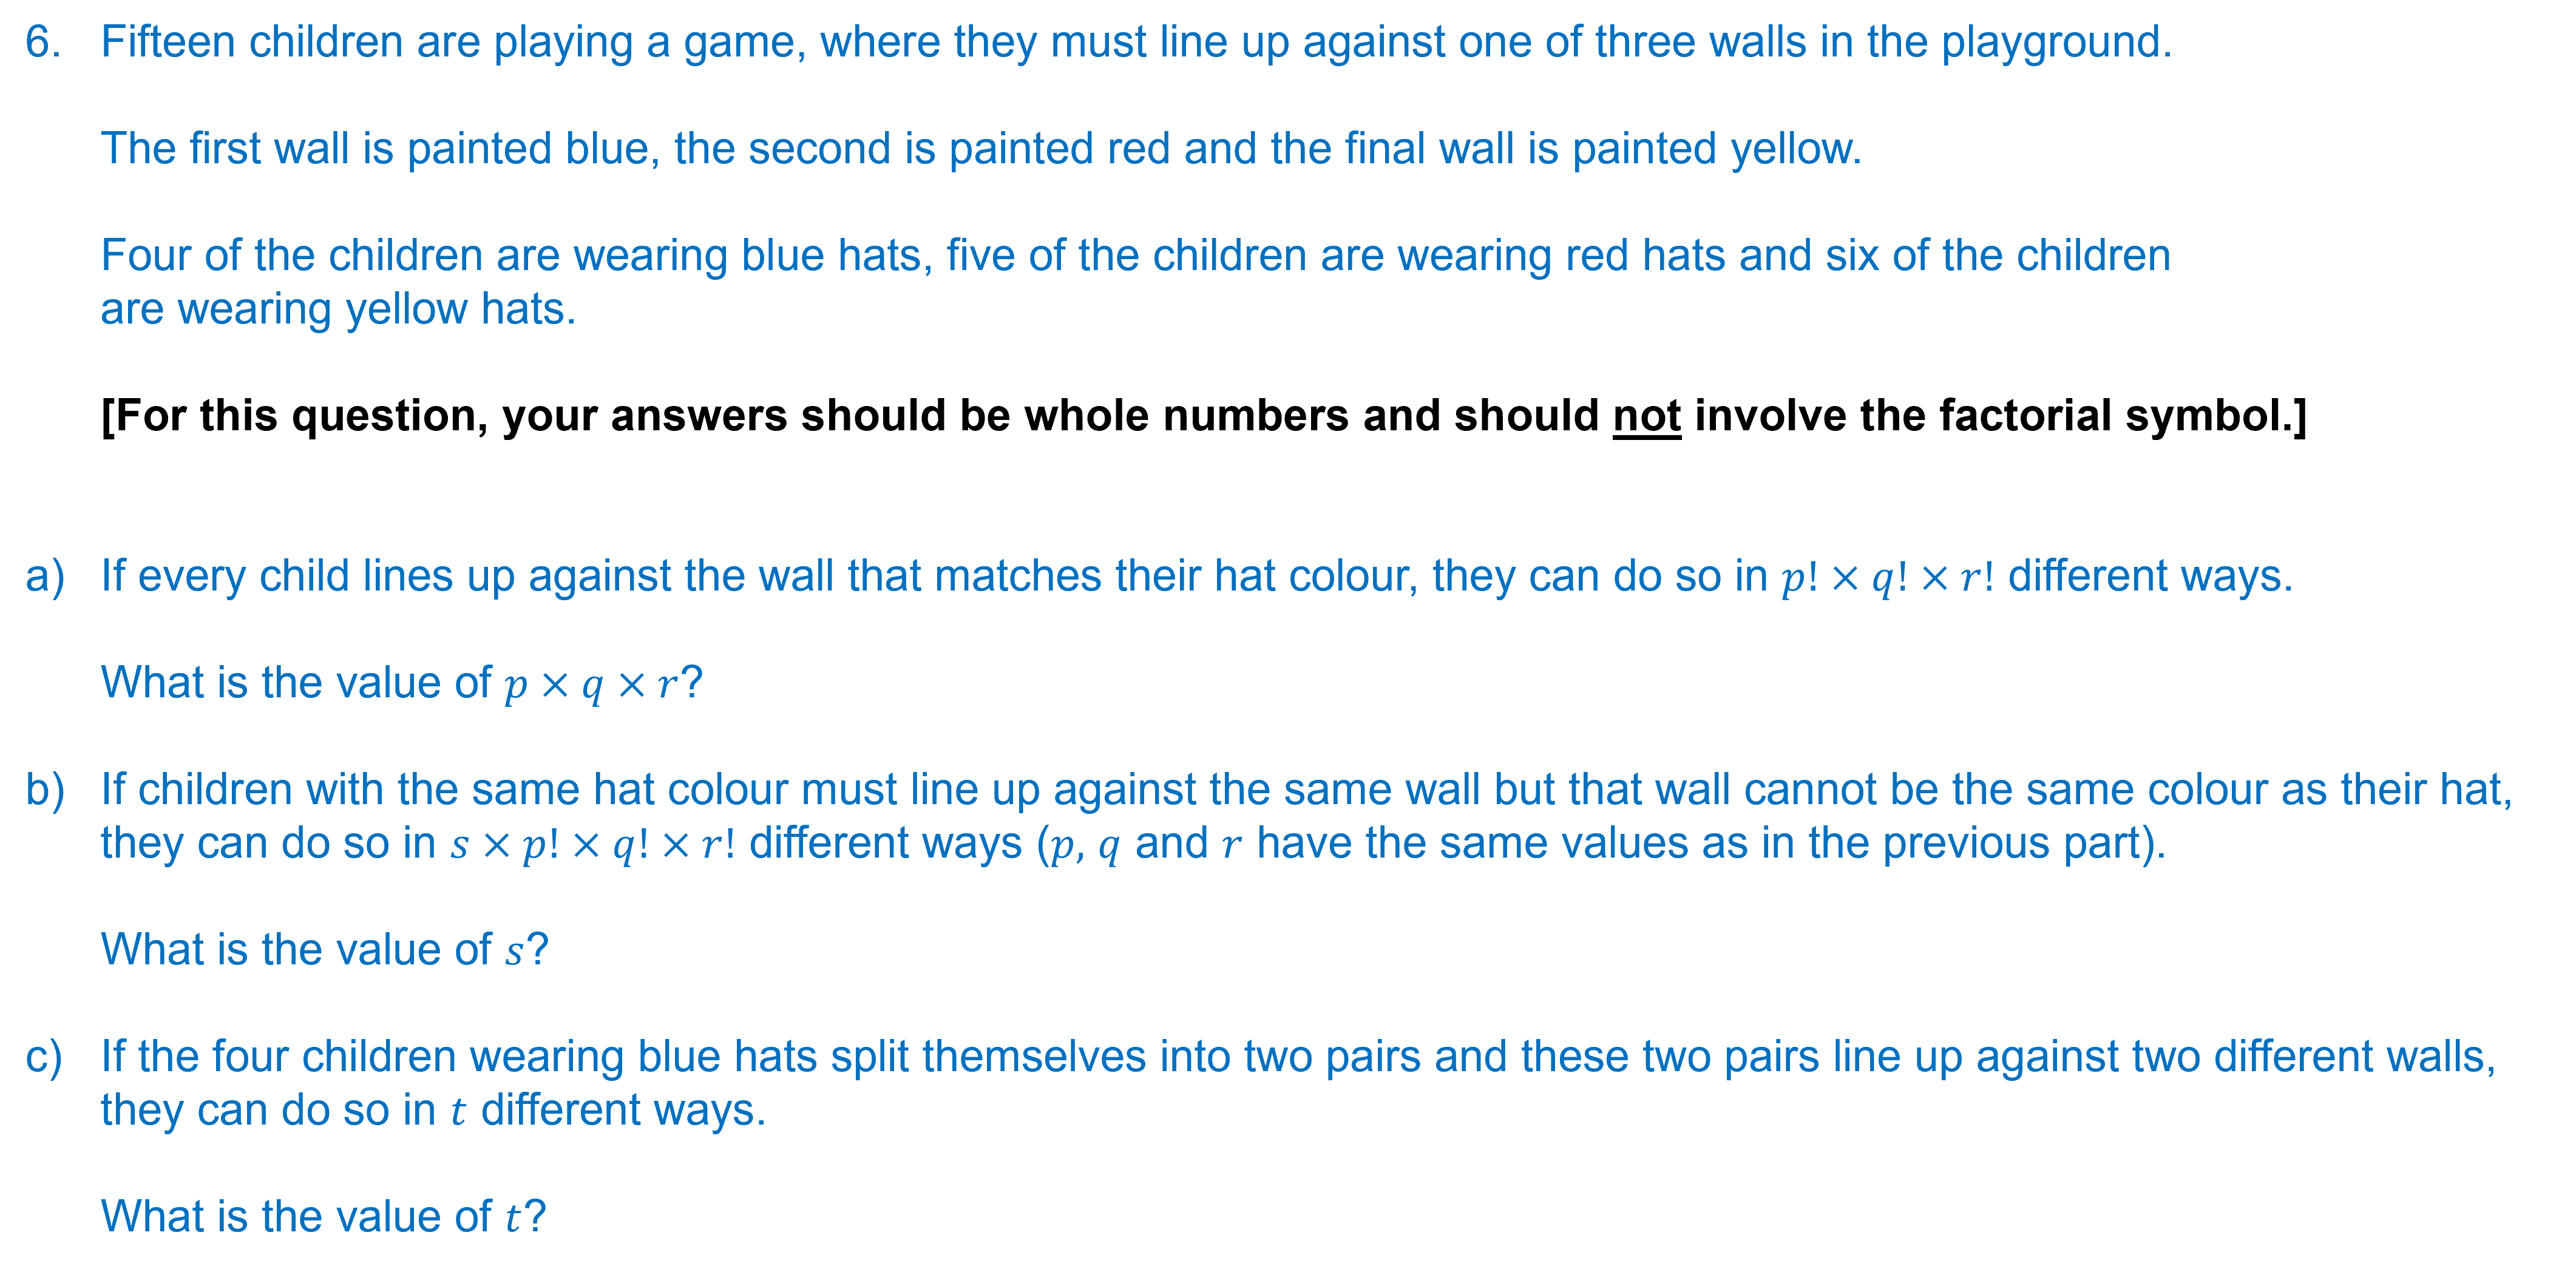 6. Fifteen children are playing a game, where they must line up against one of three walls in the playground.
The first wall is painted blue, the second is painted red and the final wall is painted yellow.
Four of the children are wearing blue hats, five of the children are wearing red hats and six of the children
are wearing yellow hats.
[For this question, your answers should be whole numbers and should not involve the factorial symbol.]
a) If every child lines up against the wall that matches their hat colour, they can do so in p! × q! × r! different ways.
What is the value of p × q × r?
b) If children with the same hat colour must line up against the same wall but that wall cannot be the same colour as their hat,
they can do so in s × p! × q! × r! different ways (p, q and r have the same values as in the previous part).
What is the value of s?
c) If the four children wearing blue hats split themselves into two pairs and these two pairs line up against two different walls,
they can do so in t different ways.
What is the value of t?